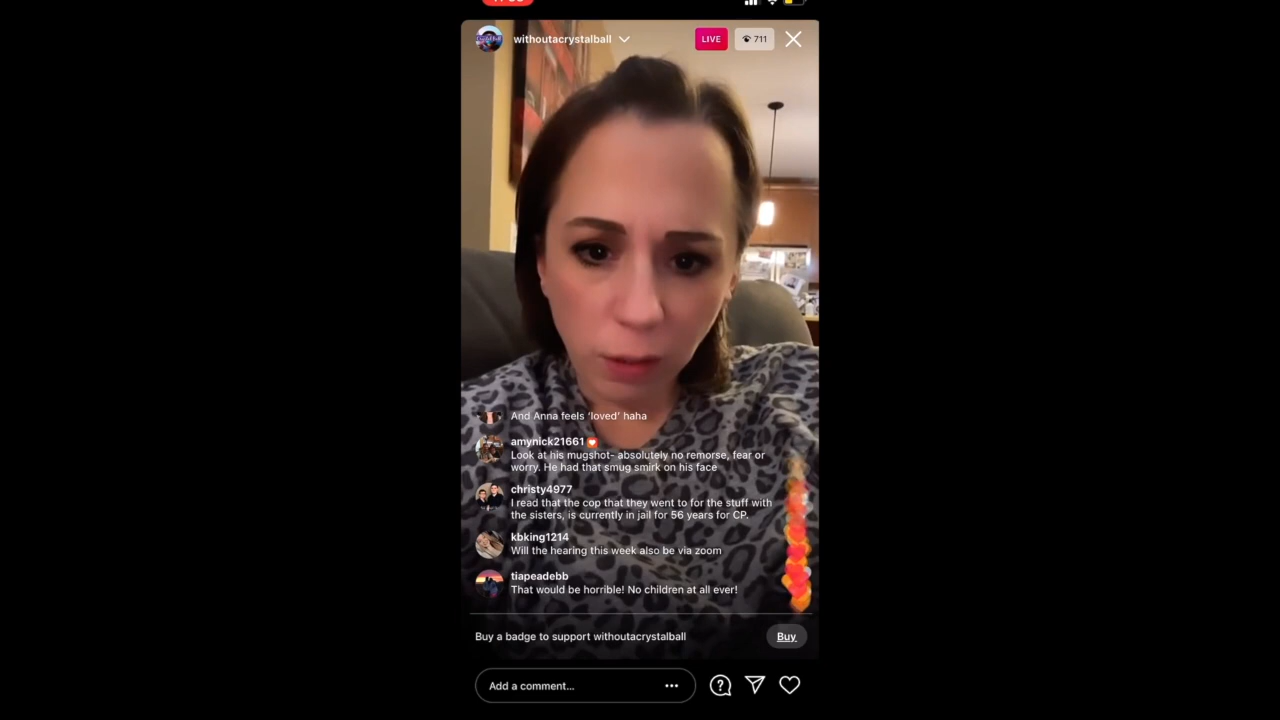 withoutacrystalball
LIVE
711
And Anna feels ‘loved’ haha
amynick21661
Look at his mugshot- absolutely no remorse, fear or
worry. He had that smug smirk on his face
christy4977
I read that the cop that they went to for the stuff with
the sisters, is currently in jail for 56 years for CP.
kbking1214
Will the hearing this week also be via zoom
tiapeadebb
That would be horrible! No children at all ever!
Buy a badge to support withoutacrystalball
Buy
Add a comment...